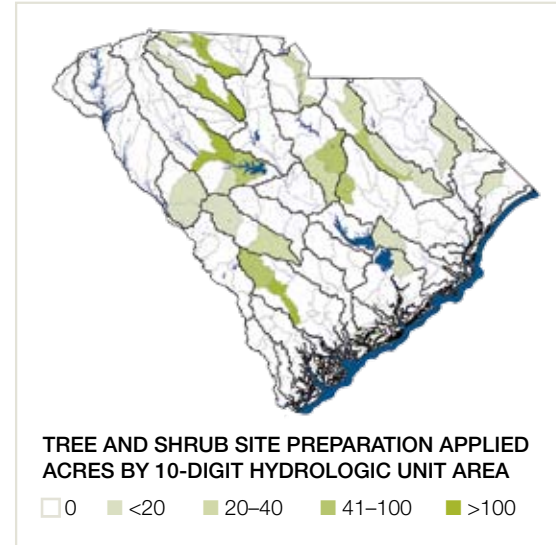 TREE AND SHRUB SITE PREPARATION APPLIED
ACRES BY 10-DIGIT HYDROLOGIC UNIT AREA
0 <20 20–40 41–100 >100